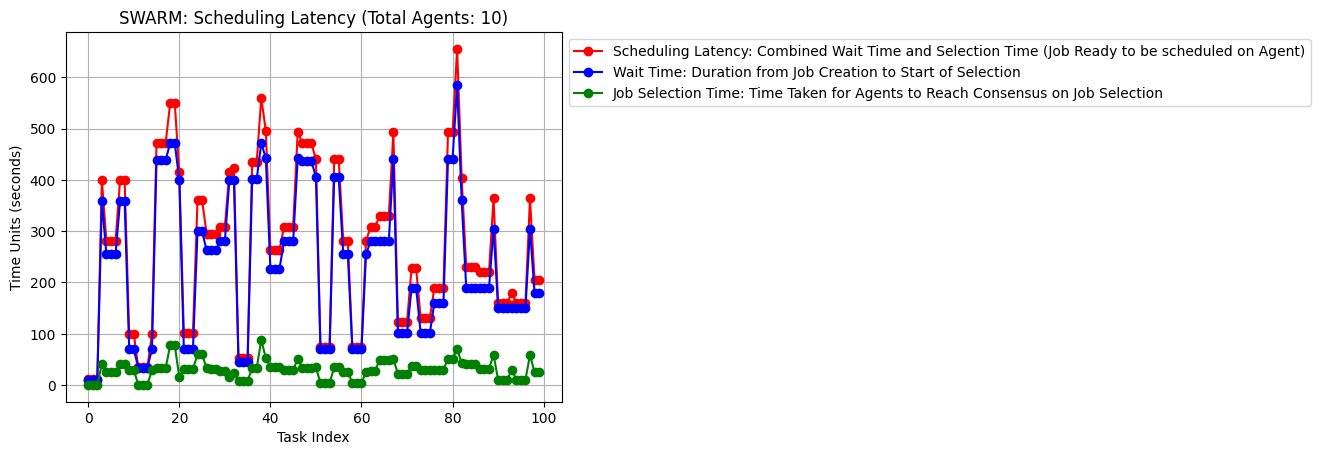 SWARM: Scheduling Latency (Total Agents: 10)
Scheduling Latency: Combined Wait Time and Selection Time (Job Ready to be scheduled on Agent)
Wait Time: Duration from Job Creation to Start of Selection
Job Selection Time: Time Taken for Agents to Reach Consensus on Job Selection
Time Units (seconds)
600
500
400
300
200
100
0
0 20 40 60 80 100
Task Index